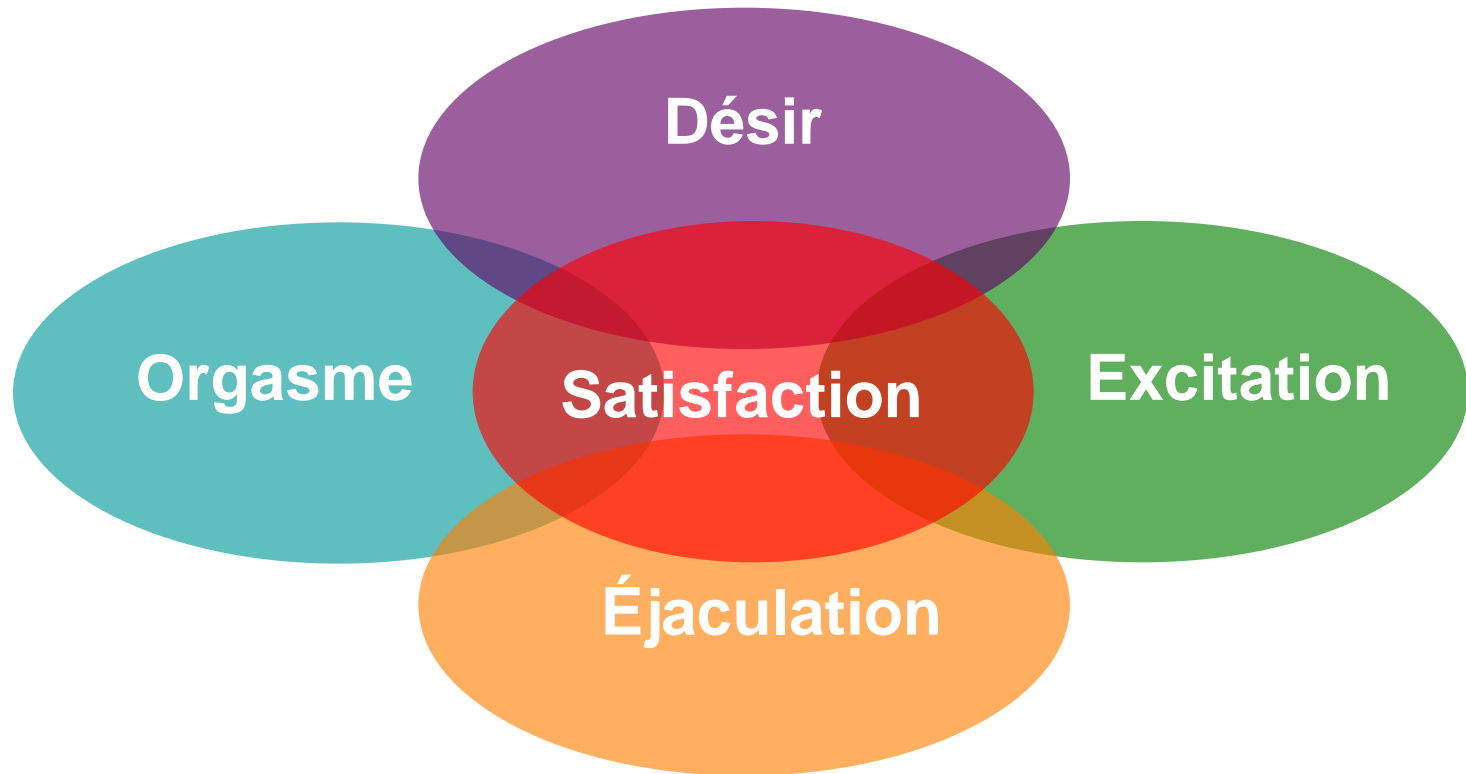 Désir
Orgasme
Satisfaction
Excitation
Éjaculation